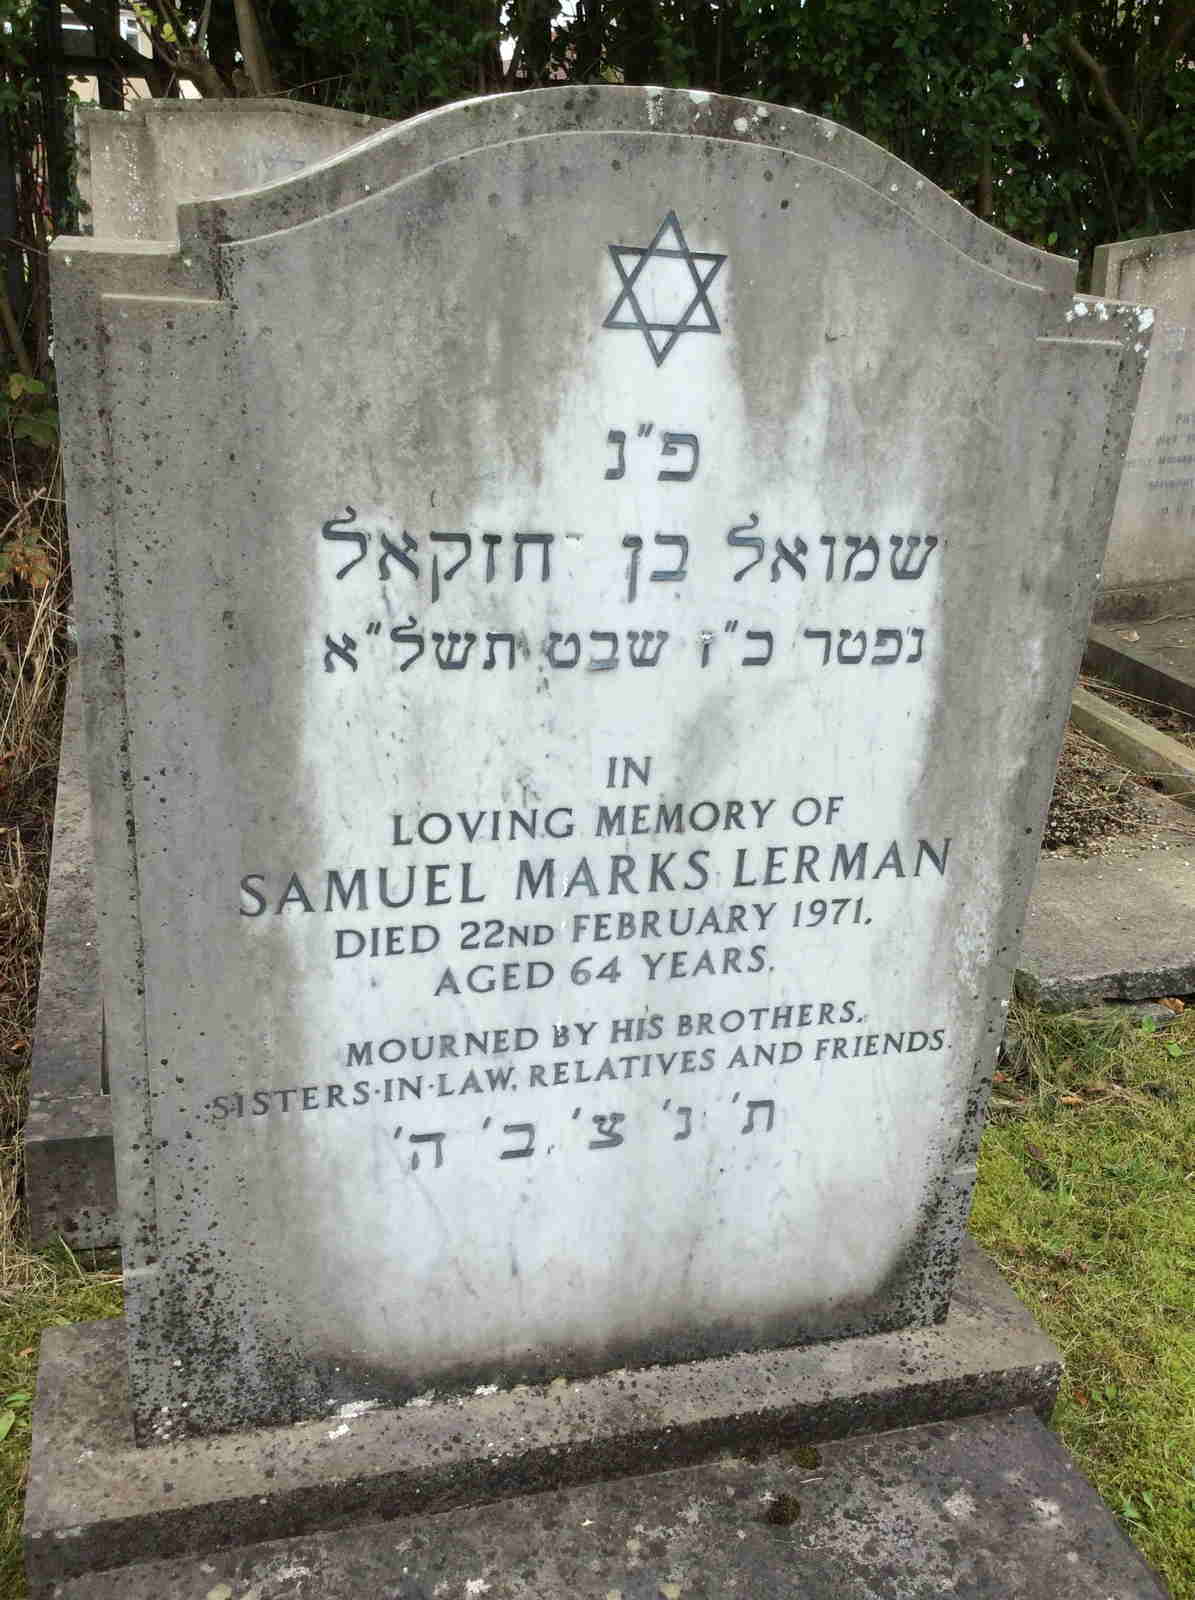 פ"נ
שמואל בן יחזקאל
נפטר כ"ז שבט תשל"א
IN
LOVING MEMORY OF
SAMUEL MARKS LERMAN
DIED 22ND FEBRUARY 1971.
AGED 64 YEARS.
MOURNED BY HIS BROTHERS,
SISTERS-IN-LAW, RELATIVES AND FRIENDS.
ת' נ' צ' ב' ה'